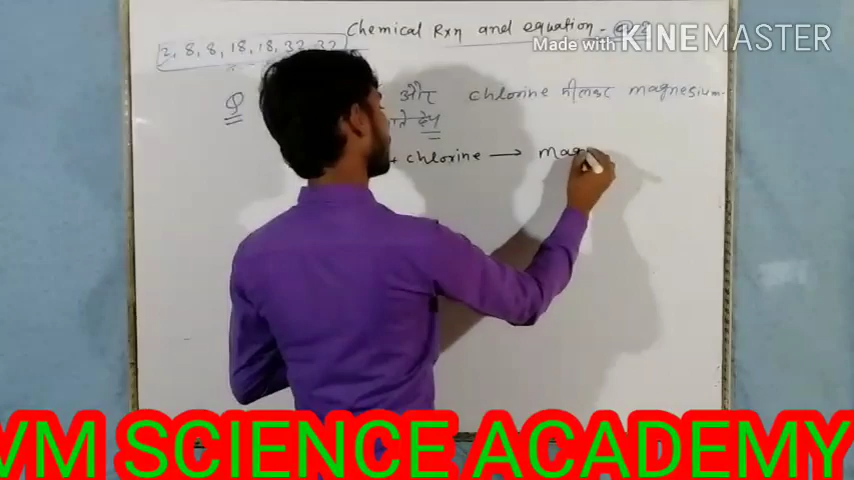 Chemical Rxn and equation -
Made with KINEMASTER
2, 8, 8, 18, 18, 32, 32
Q और chlorine मीलकर magnesium-
देय
+ chlorine → mag
VM SCIENCE ACADEMY